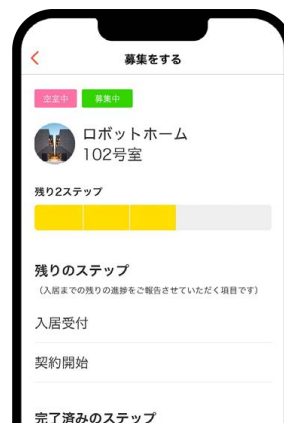 募集をする
空室中 募集中
ロボットホーム
102号室
残り2ステップ
残りのステップ
（入居までの残りの進捗をご報告させていただく項目です）
入居受付
契約開始
完了済みのステップ